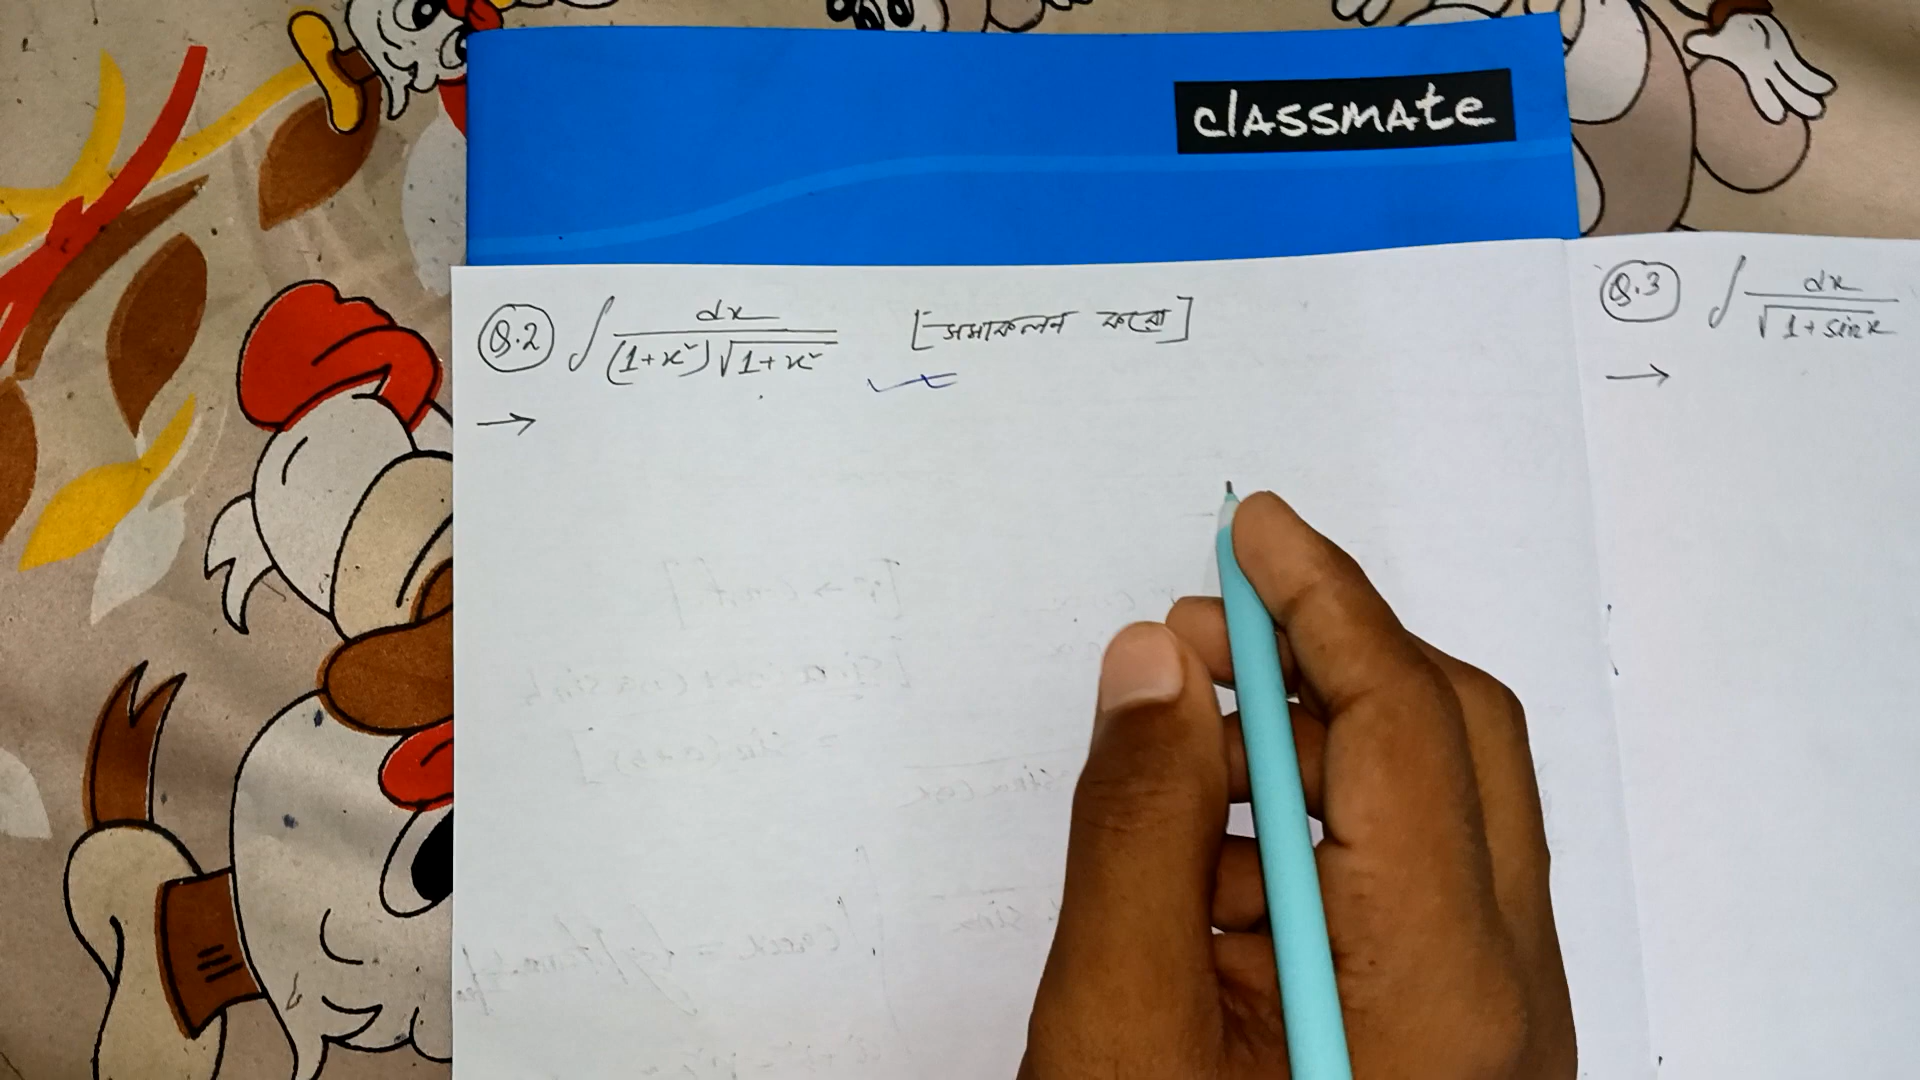 classmate
Q.2 ∫ dx / (1+x²)√1+x² [সমাকলন করো]
→
Q.3 ∫ dx / √1+sinx
→